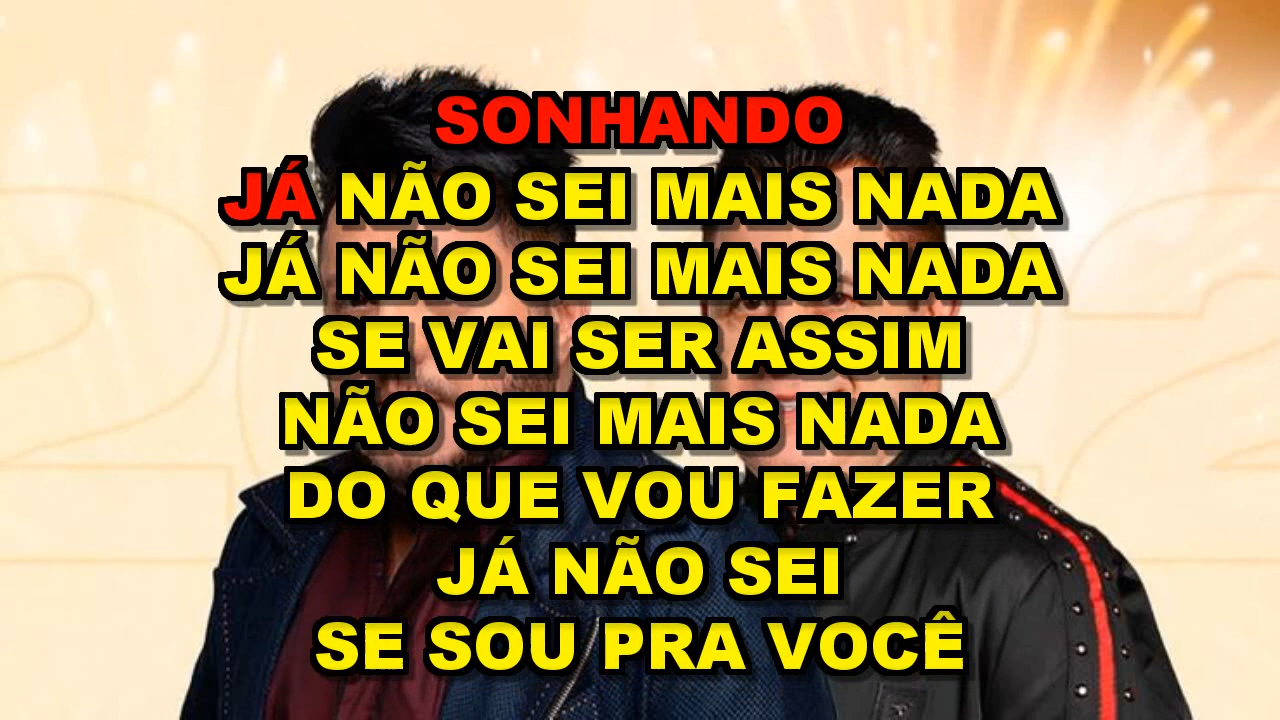 SONHANDO
JÁ NÃO SEI MAIS NADA
JÁ NÃO SEI MAIS NADA
SE VAI SER ASSIM
NÃO SEI MAIS NADA
DO QUE VOU FAZER
JÁ NÃO SEI
SE SOU PRA VOCÊ